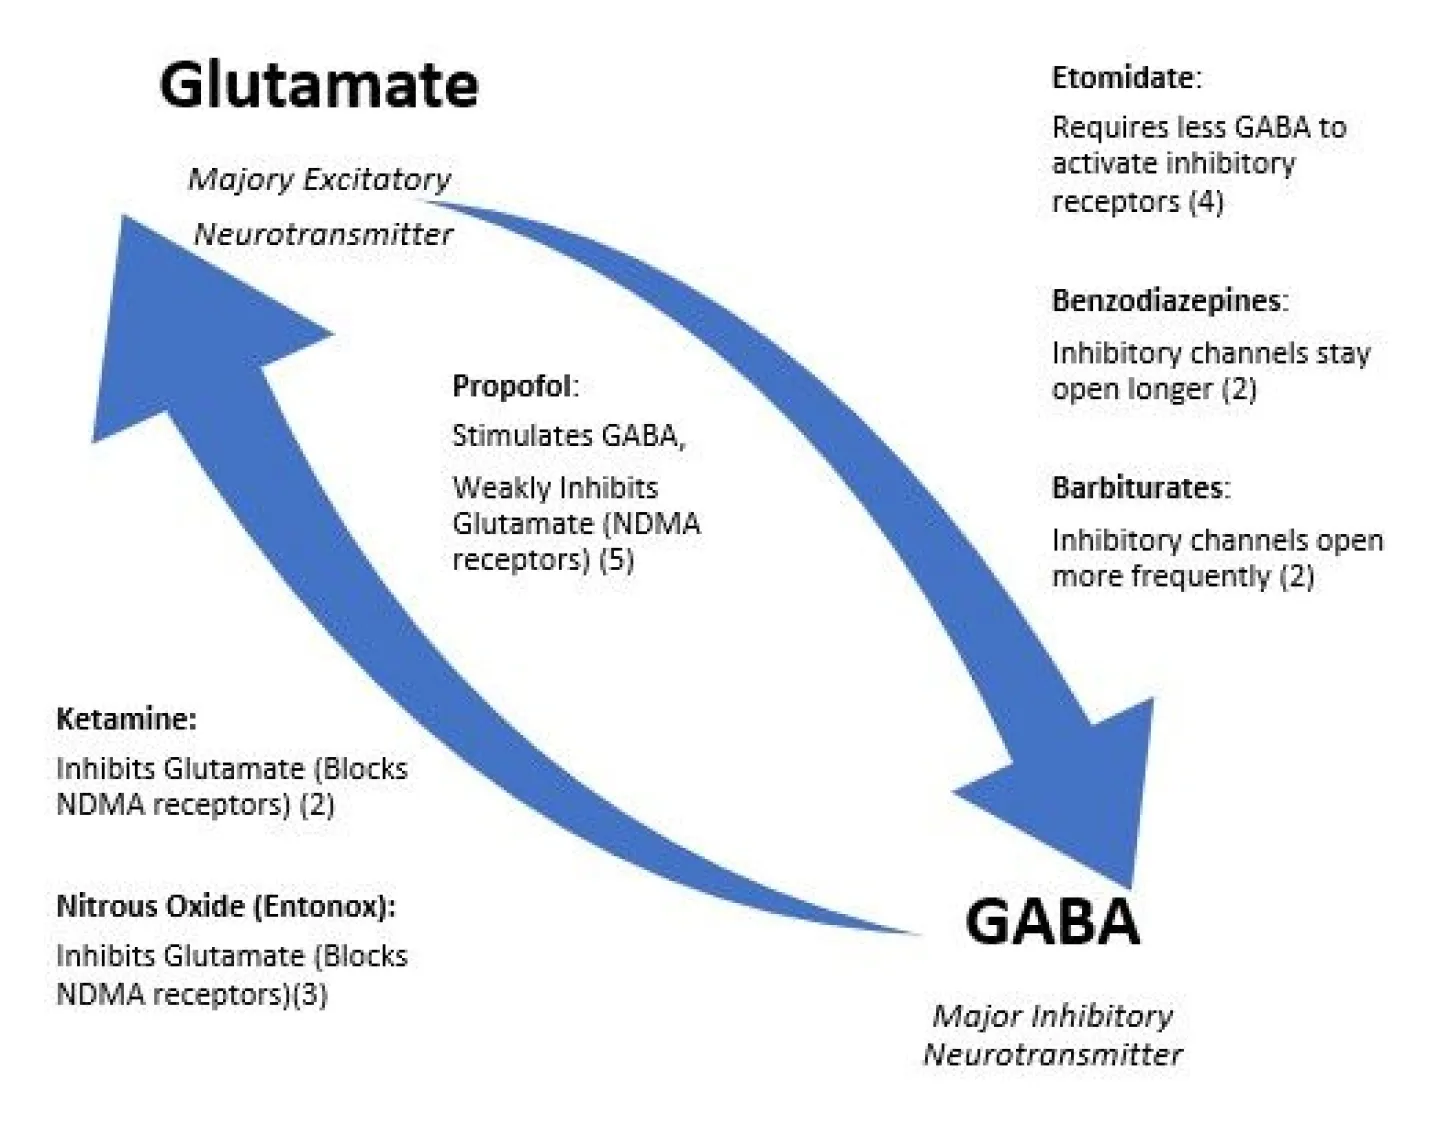 Glutamate
Majory Excitatory
Neurotransmitter
Etomidate:
Requires less GABA to
activate inhibitory
receptors (4)
Benzodiazepines:
Inhibitory channels stay
open longer (2)
Barbiturates:
Inhibitory channels open
more frequently (2)
Propofol:
Stimulates GABA,
Weakly Inhibits
Glutamate (NDMA
receptors) (5)
Ketamine:
Inhibits Glutamate (Blocks
NDMA receptors) (2)
Nitrous Oxide (Entonox):
Inhibits Glutamate (Blocks
NDMA receptors)(3)
GABA
Major Inhibitory
Neurotransmitter